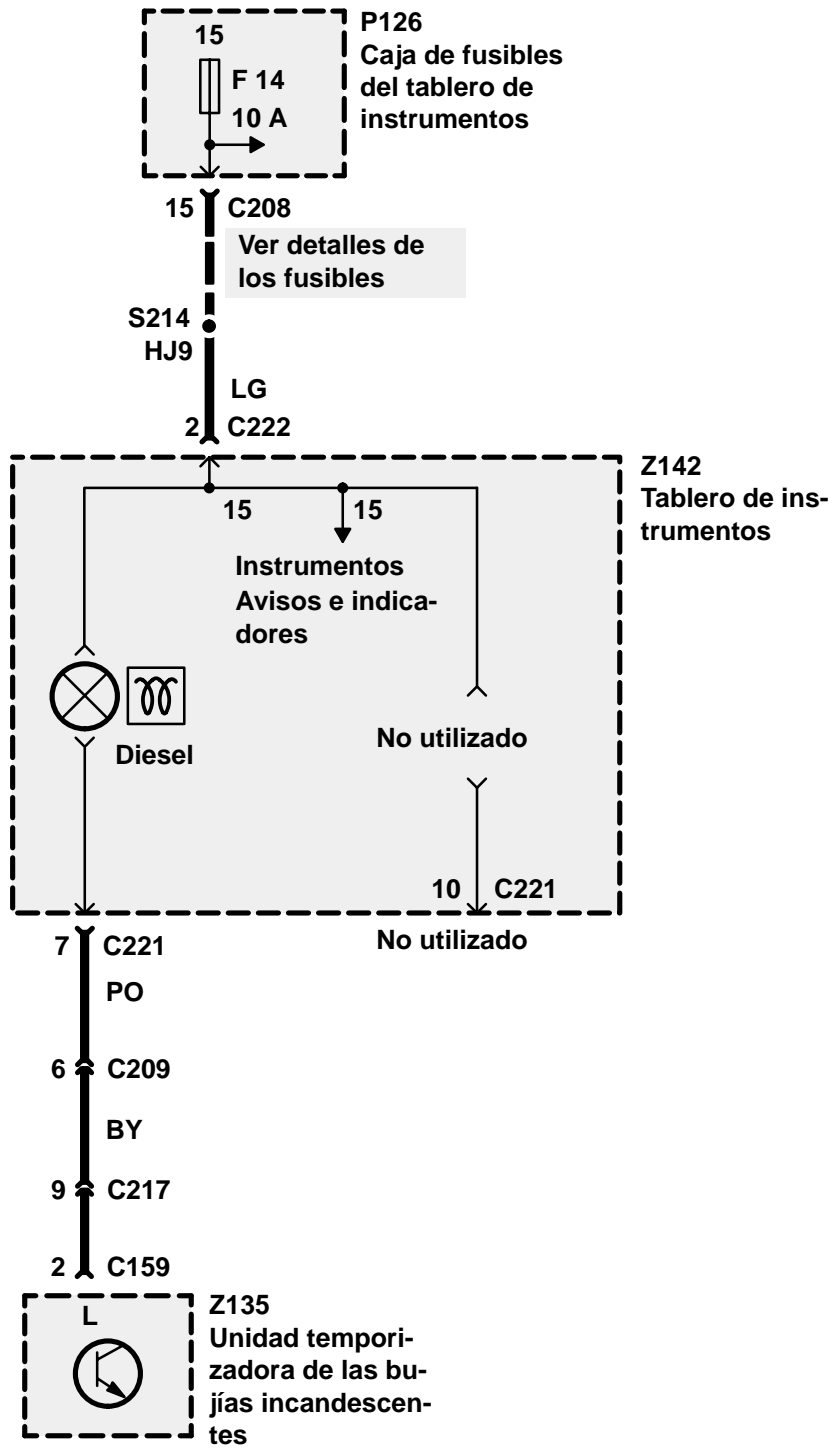 P126
Caja de fusibles
del tablero de
instrumentos
15
F 14
10 A
15 C208
Ver detalles de
los fusibles
S214
HJ9
LG
2 C222
Z142
Tablero de ins-
trumentos
15 15
Instrumentos
Avisos e indica-
dores
Diesel
No utilizado
10 C221
No utilizado
7 C221
PO
6 C209
BY
9 C217
2 C159
L
Z135
Unidad tempori-
zadora de las bu-
jías incandescen-
tes